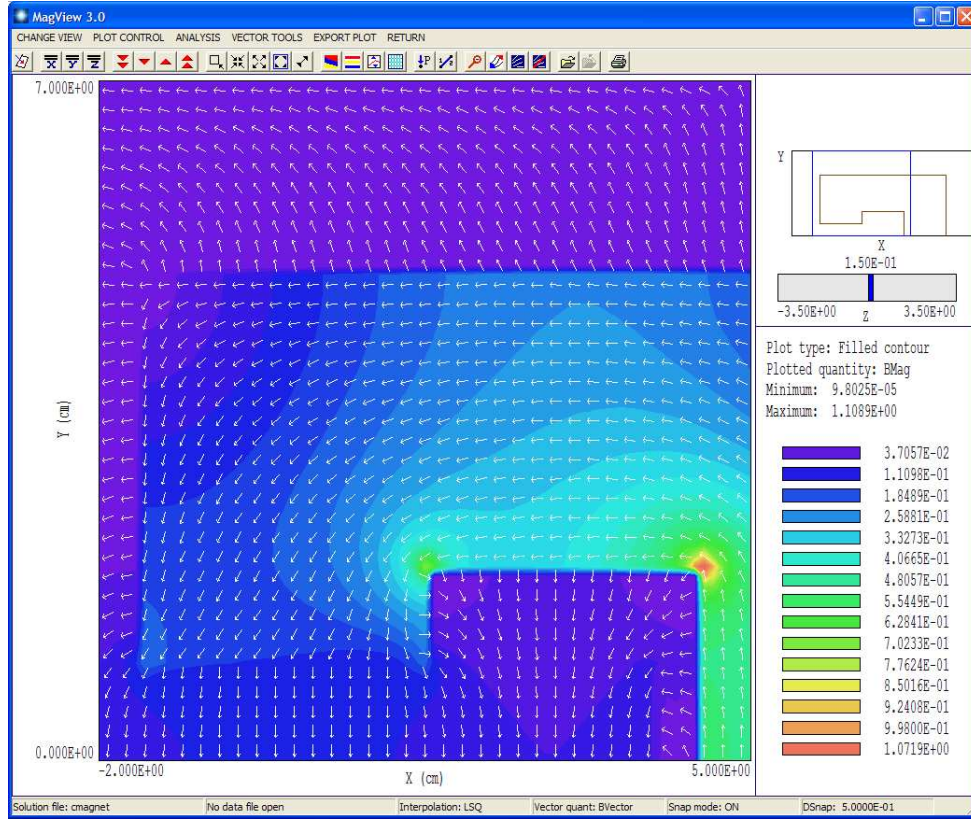 MagView 3.0
CHANGE VIEW PLOT CONTROL ANALYSIS VECTOR TOOLS EXPORT PLOT RETURN
X Y Z P
7.000E+00
Y (cm)
0.000E+00
-2.000E+00
X (cm)
5.000E+00
Y
X
1.50E-01
-3.50E+00 Z 3.50E+00
Plot type: Filled contour
Plotted quantity: BMag
Minimum: 9.8025E-05
Maximum: 1.1089E+00
3.7057E-02
1.1098E-01
1.8489E-01
2.5881E-01
3.3273E-01
4.0665E-01
4.8057E-01
5.5449E-01
6.2841E-01
7.0233E-01
7.7624E-01
8.5016E-01
9.2408E-01
9.9800E-01
1.0719E+00
Solution file: cmagnet No data file open Interpolation: LSQ Vector quant: BVector Snap mode: ON DSnap: 5.0000E-01